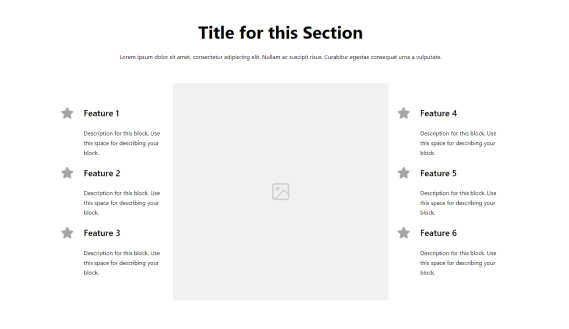 Title for this Section
Lorem ipsum dolor sit amet, consectetur adipiscing elit. Nullam ac suscipit risus. Curabitur egestas consequat urna a vulputate.
Feature 1
Description for this block. Use
this space for describing your
block.
Feature 2
Description for this block. Use
this space for describing your
block.
Feature 3
Description for this block. Use
this space for describing your
block.
Feature 4
Description for this block. Use
this space for describing your
block.
Feature 5
Description for this block. Use
this space for describing your
block.
Feature 6
Description for this block. Use
this space for describing your
block.